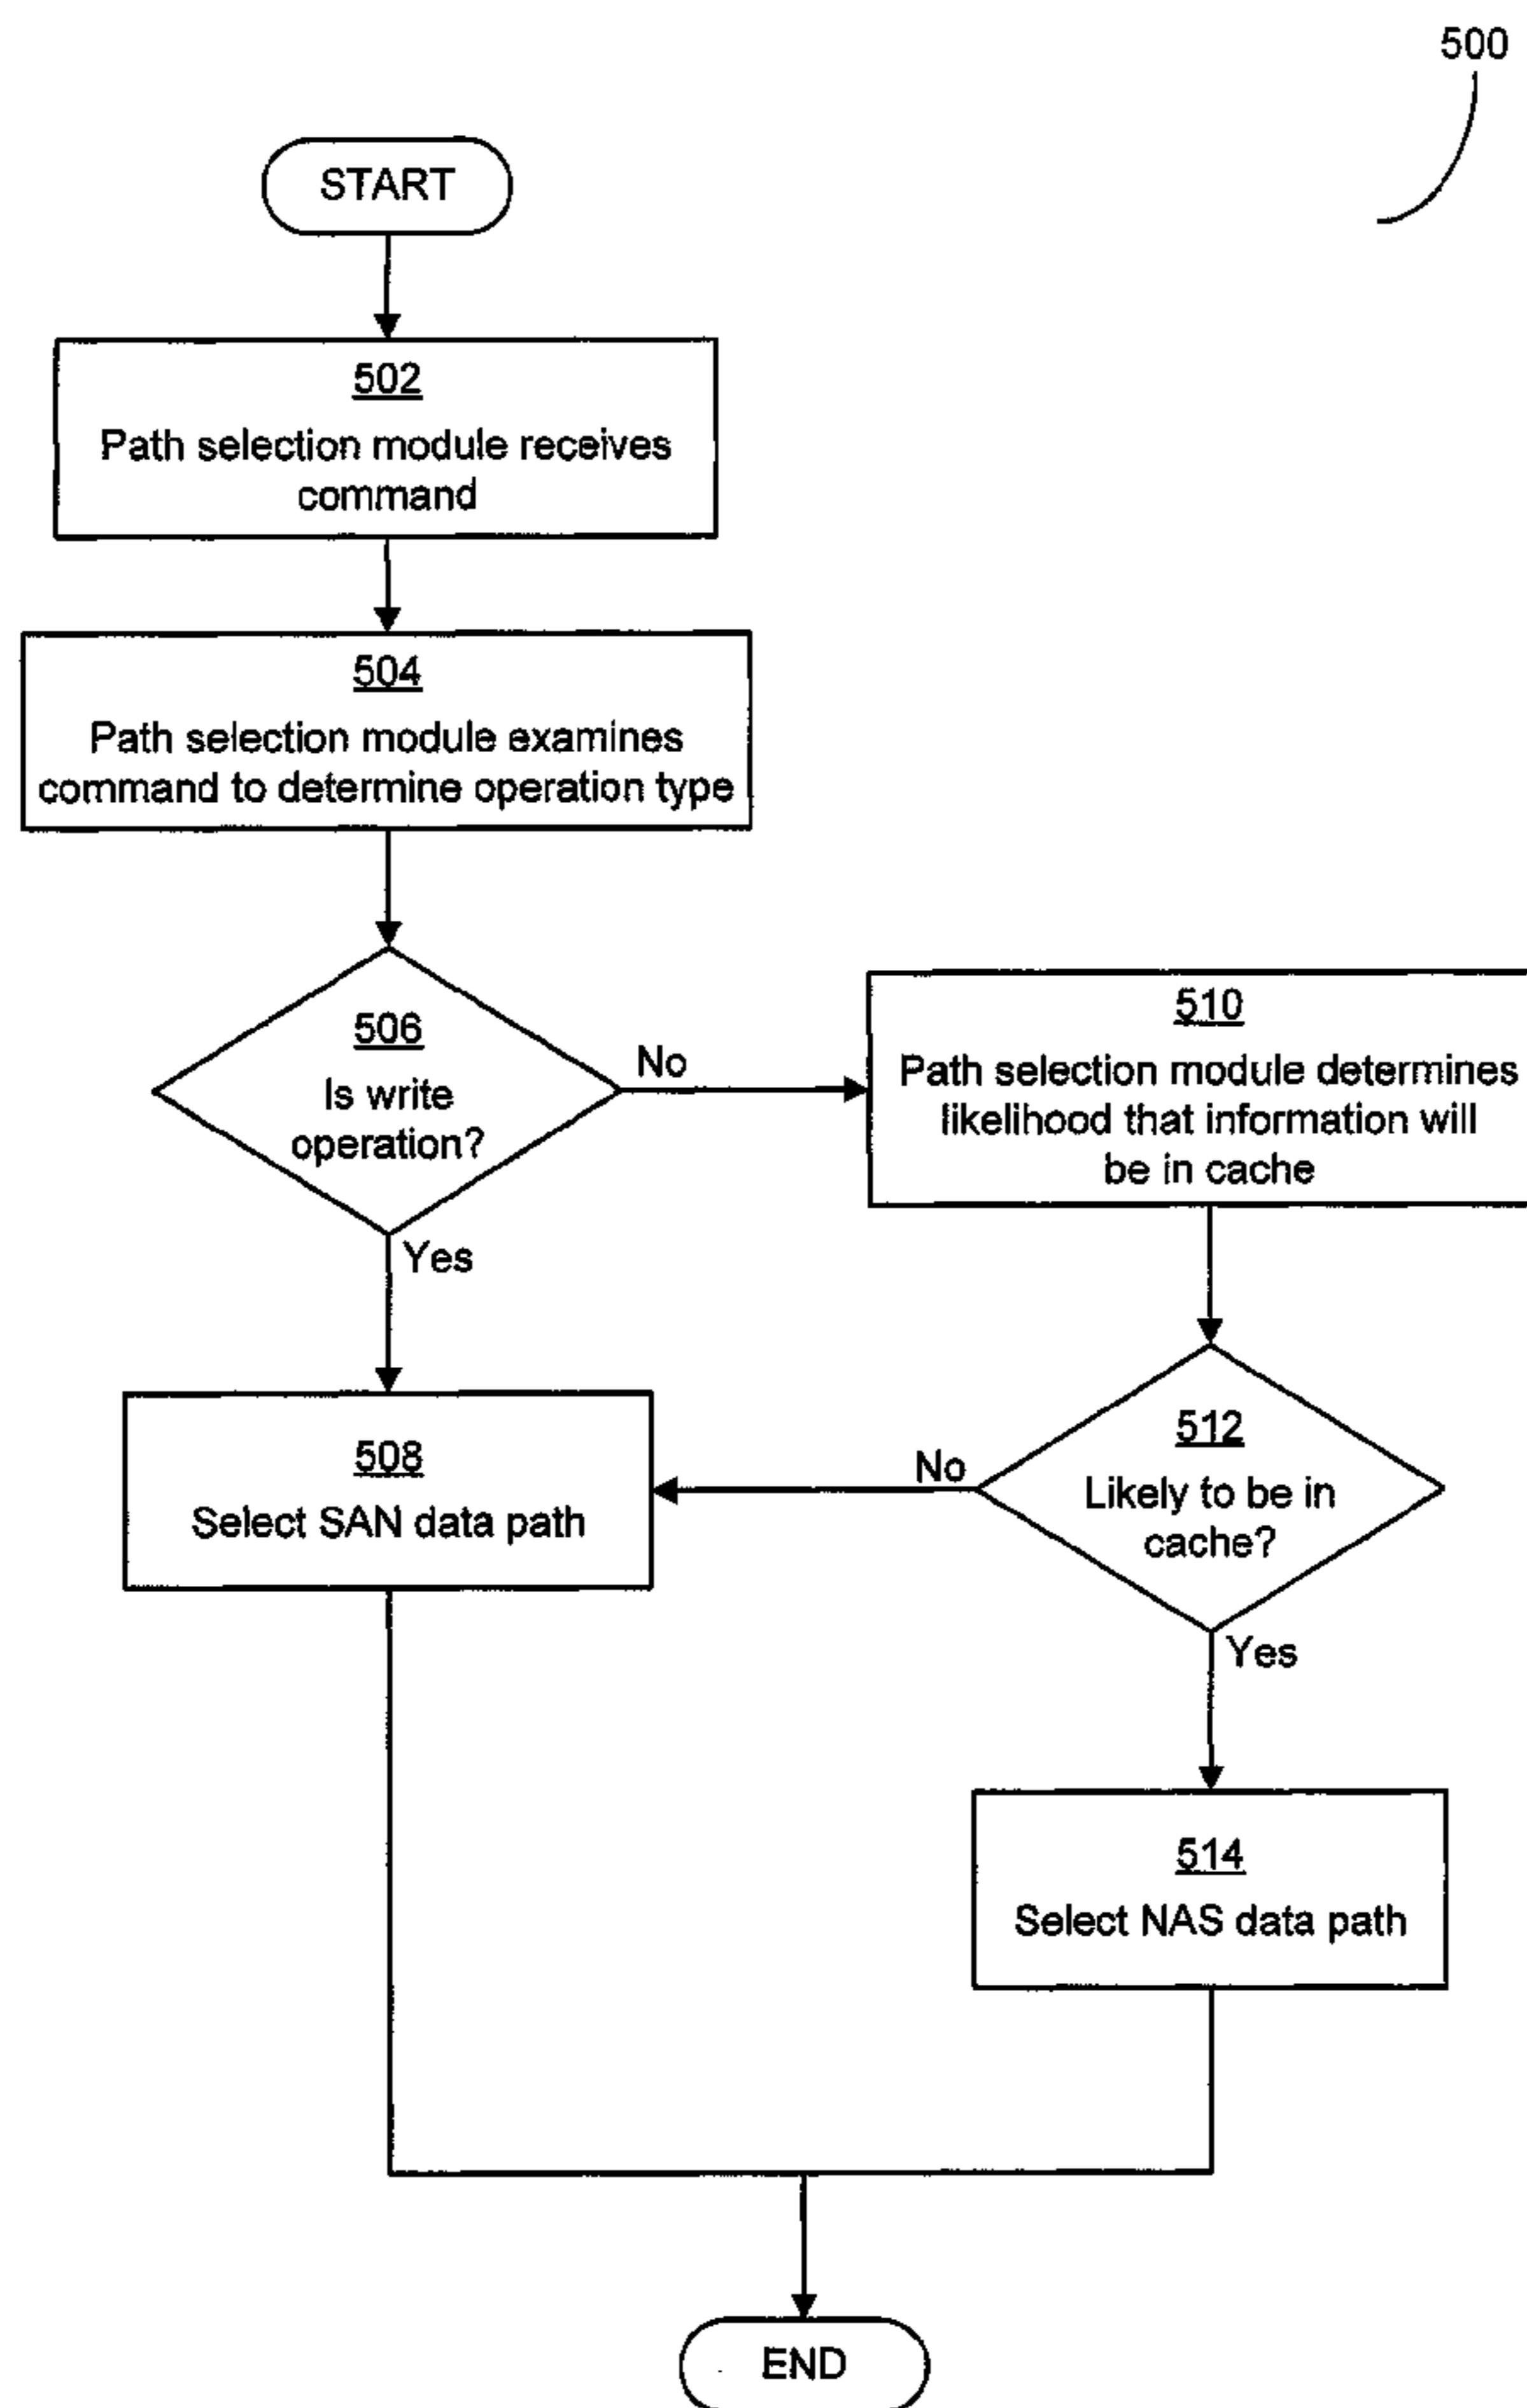 500
START
502
Path selection module receives
command
504
Path selection module examines
command to determine operation type
506
Is write
operation?
No
Yes
510
Path selection module determines
likelihood that information will
be in cache
508
Select SAN data path
No
512
Likely to be in
cache?
Yes
514
Select NAS data path
END